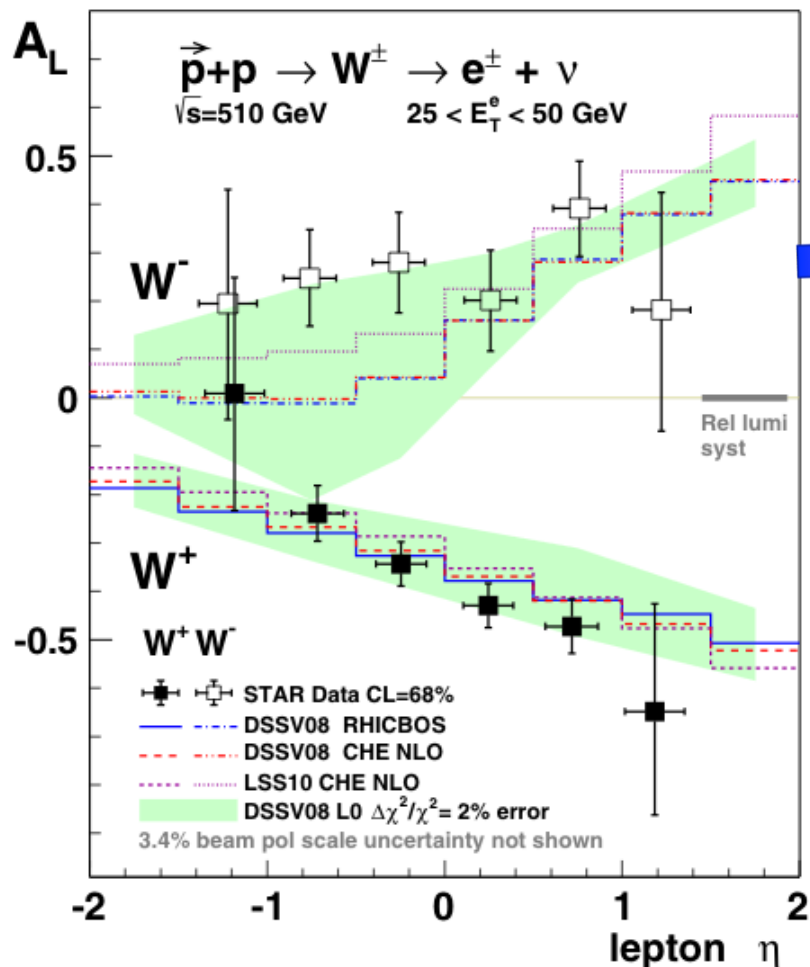 A_L
p⃗+p → W± → e± + ν
√s=510 GeV 25 < E_T^e < 50 GeV
0.5
W-
0
Rel lumi
syst
W+
-0.5
W+ W-
STAR Data CL=68%
DSSV08 RHICBOS
DSSV08 CHE NLO
LSS10 CHE NLO
DSSV08 L0 Δχ²/χ²= 2% error
3.4% beam pol scale uncertainty not shown
-2 -1 0 1 2
lepton η